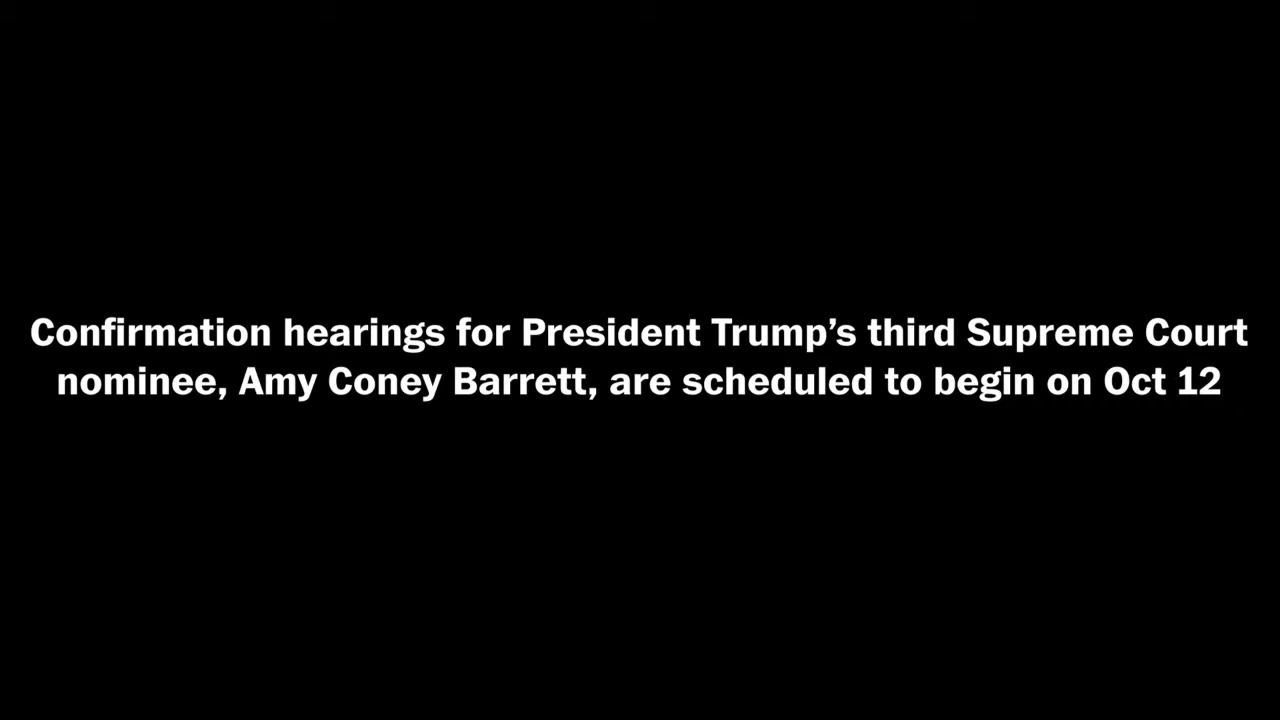 Confirmation hearings for President Trump’s third Supreme Court
nominee, Amy Coney Barrett, are scheduled to begin on Oct 12